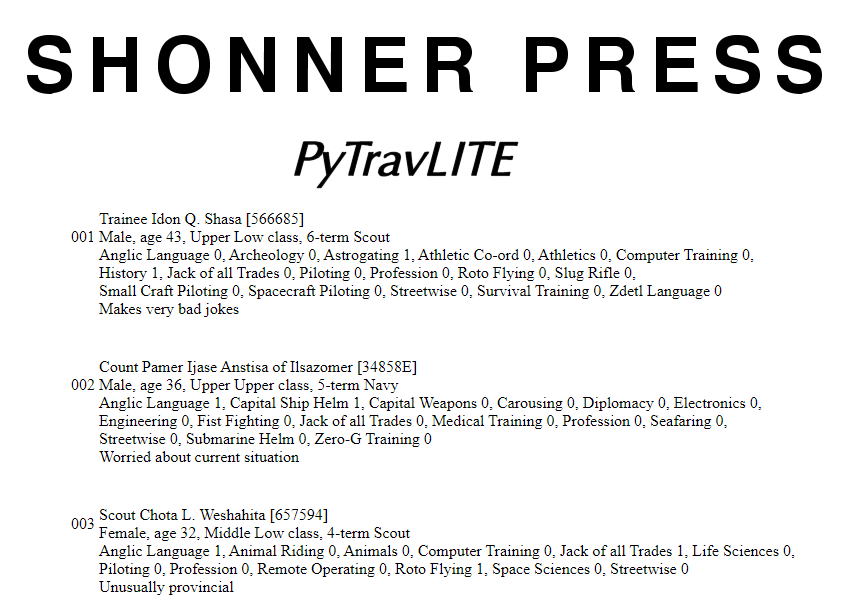 SHONNER PRESS
PyTravLITE
Trainee Idon Q. Shasa [566685]
001 Male, age 43, Upper Low class, 6-term Scout
Anglic Language 0, Archeology 0, Astrogating 1, Athletic Co-ord 0, Athletics 0, Computer Training 0,
History 1, Jack of all Trades 0, Piloting 0, Profession 0, Roto Flying 0, Slug Rifle 0,
Small Craft Piloting 0, Spacecraft Piloting 0, Streetwise 0, Survival Training 0, Zdetl Language 0
Makes very bad jokes
Count Pamer Ijase Anstisa of Ilsazomer [34858E]
002 Male, age 36, Upper Upper class, 5-term Navy
Anglic Language 1, Capital Ship Helm 1, Capital Weapons 0, Carousing 0, Diplomacy 0, Electronics 0,
Engineering 0, Fist Fighting 0, Jack of all Trades 0, Medical Training 0, Profession 0, Seafaring 0,
Streetwise 0, Submarine Helm 0, Zero-G Training 0
Worried about current situation
003 Scout Chota L. Weshahita [657594]
Female, age 32, Middle Low class, 4-term Scout
Anglic Language 1, Animal Riding 0, Animals 0, Computer Training 0, Jack of all Trades 1, Life Sciences 0,
Piloting 0, Profession 0, Remote Operating 0, Roto Flying 1, Space Sciences 0, Streetwise 0
Unusually provincial